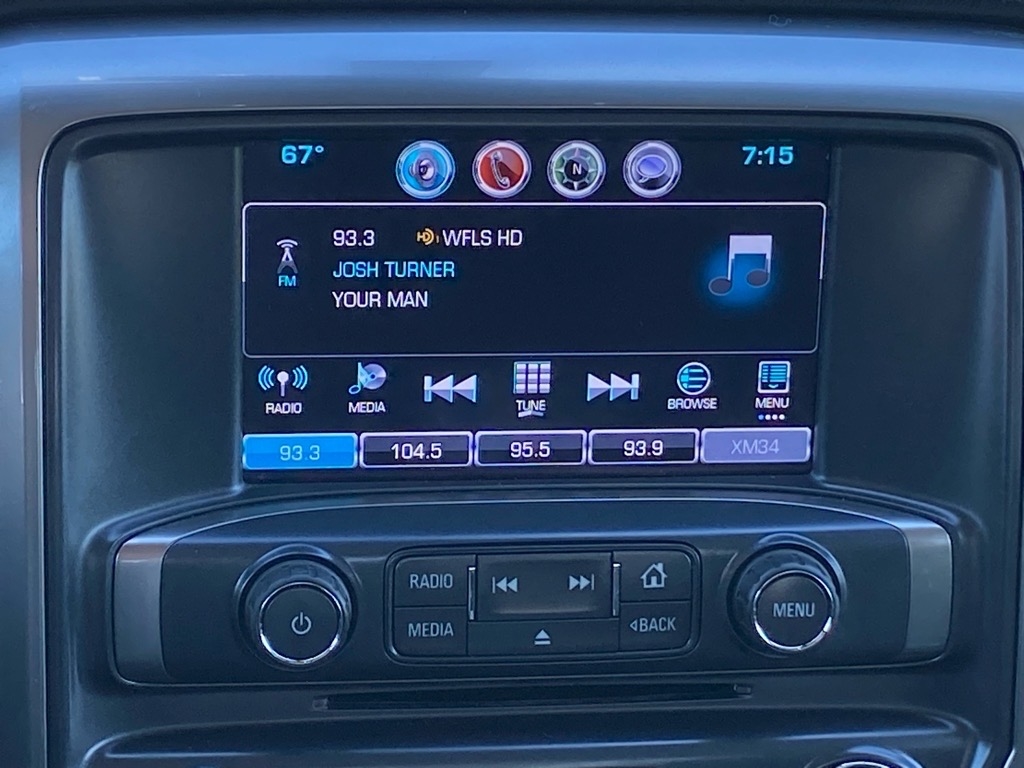 67° N 7:15
93.3 HD WFLS HD
FM JOSH TURNER
YOUR MAN
RADIO MEDIA TUNE BROWSE MENU
93.3 104.5 95.5 93.9 XM34
RADIO
MENU
MEDIA BACK